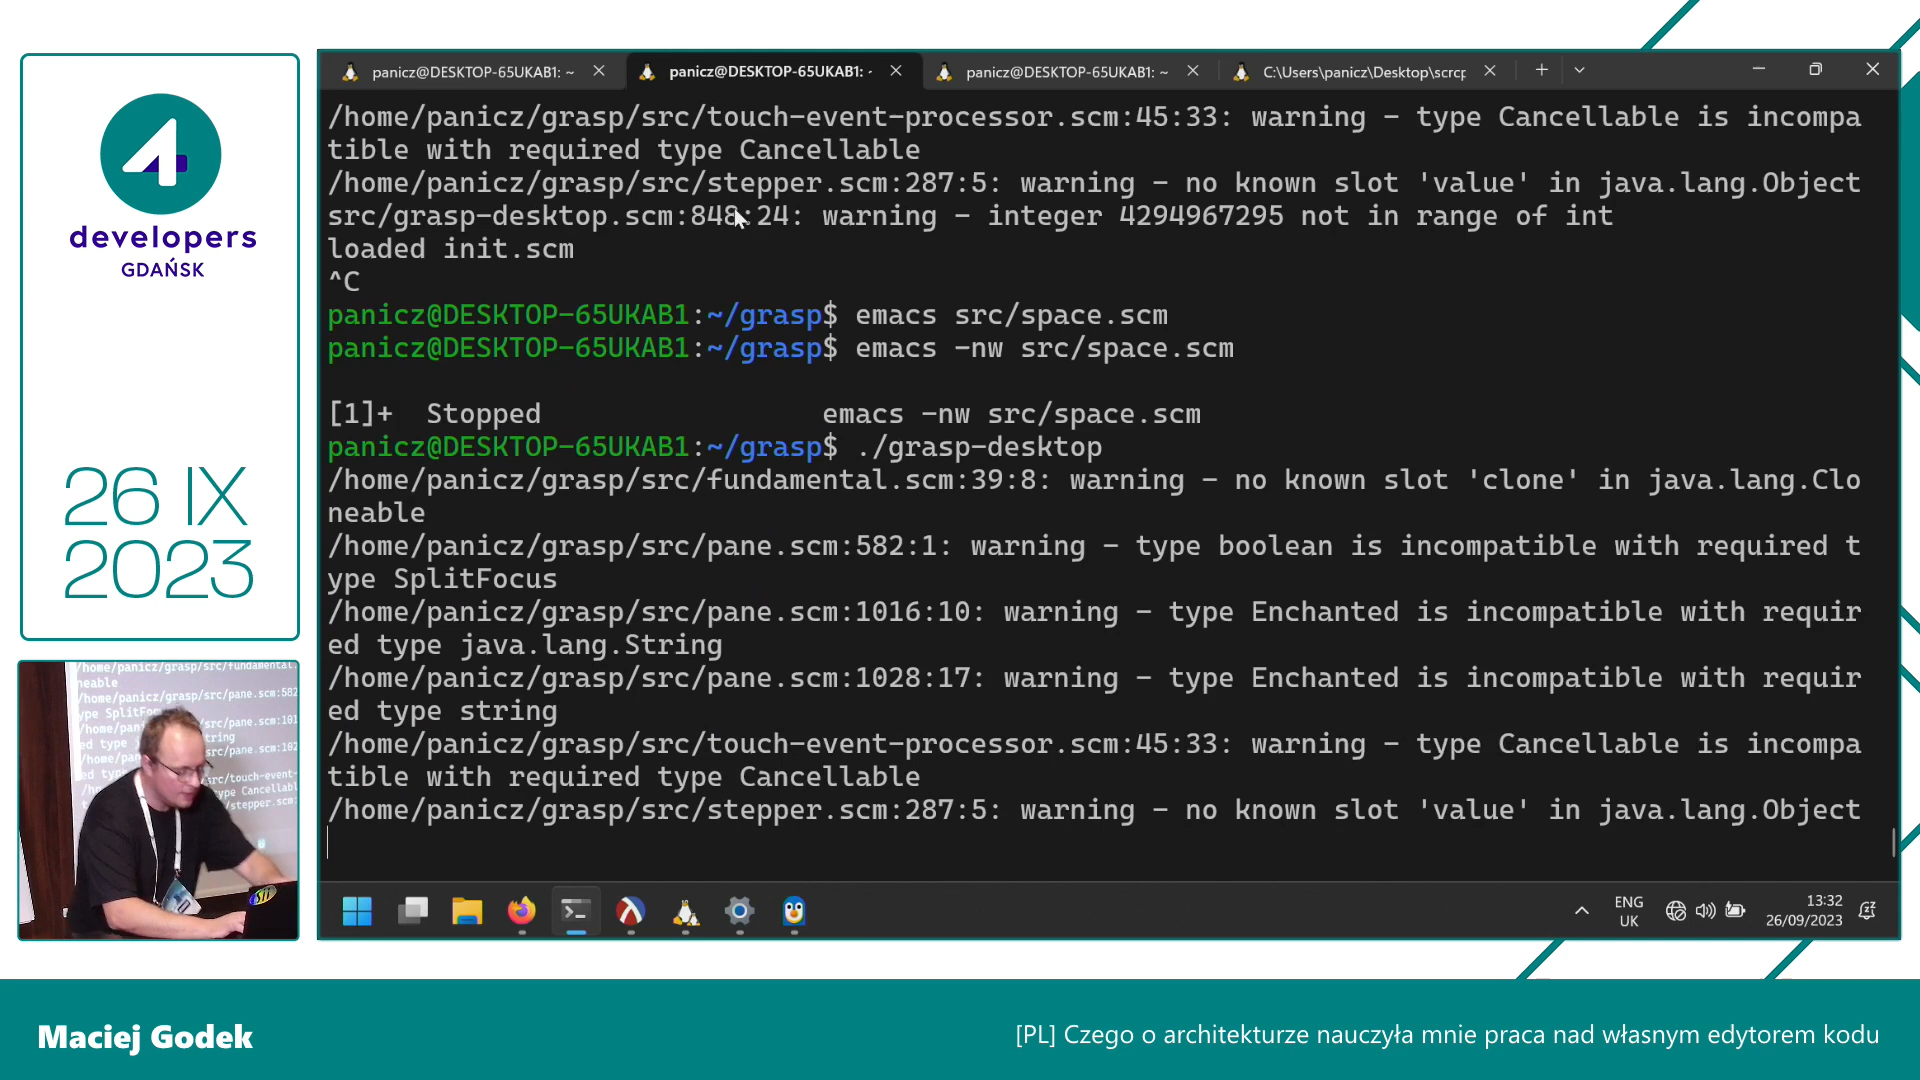 4
developers
GDAŃSK
26 IX
2023
panicz@DESKTOP-65UKAB1: ~
panicz@DESKTOP-65UKAB1: -
panicz@DESKTOP-65UKAB1: ~
C:\Users\panicz\Desktop\scrcp
/home/panicz/grasp/src/touch-event-processor.scm:45:33: warning - type Cancellable is incompa
tible with required type Cancellable
/home/panicz/grasp/src/stepper.scm:287:5: warning - no known slot 'value' in java.lang.Object
src/grasp-desktop.scm:848:24: warning - integer 4294967295 not in range of int
loaded init.scm
^C
panicz@DESKTOP-65UKAB1:~/grasp$ emacs src/space.scm
panicz@DESKTOP-65UKAB1:~/grasp$ emacs -nw src/space.scm
[1]+  Stopped                 emacs -nw src/space.scm
panicz@DESKTOP-65UKAB1:~/grasp$ ./grasp-desktop
/home/panicz/grasp/src/fundamental.scm:39:8: warning - no known slot 'clone' in java.lang.Clo
neable
/home/panicz/grasp/src/pane.scm:582:1: warning - type boolean is incompatible with required t
ype SplitFocus
/home/panicz/grasp/src/pane.scm:1016:10: warning - type Enchanted is incompatible with requir
ed type java.lang.String
/home/panicz/grasp/src/pane.scm:1028:17: warning - type Enchanted is incompatible with requir
ed type string
/home/panicz/grasp/src/touch-event-processor.scm:45:33: warning - type Cancellable is incompa
tible with required type Cancellable
/home/panicz/grasp/src/stepper.scm:287:5: warning - no known slot 'value' in java.lang.Object
ENG
UK
13:32
26/09/2023
Maciej Godek
[PL] Czego o architekturze nauczyła mnie praca nad własnym edytorem kodu